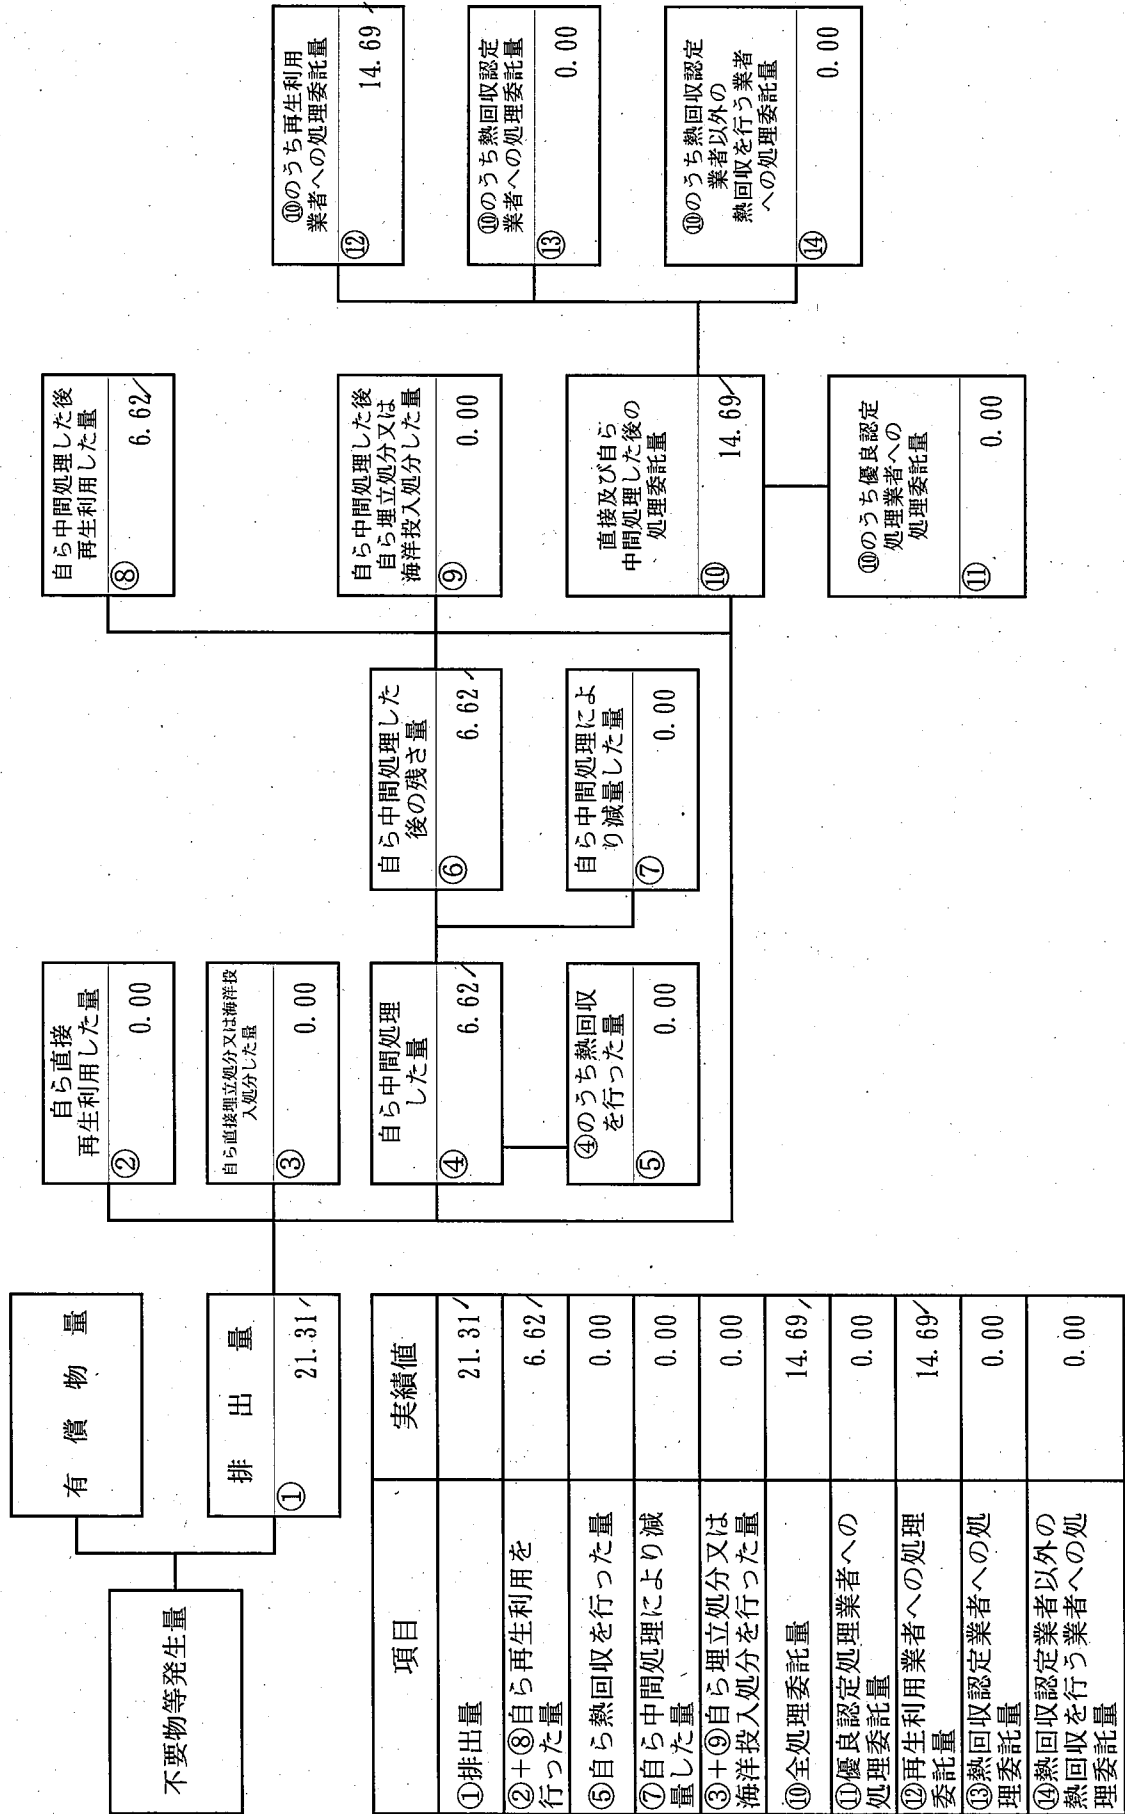 不要物等発生量
有償物量
排出量
①
21.31
自ら直接
再生利用した量
②
0.00
自ら直接埋立処分又は海洋投
入処分した量
③
0.00
自ら中間処理
した量
④
6.62
④のうち熱回収
を行った量
⑤
0.00
自ら中間処理した
後の残さ量
⑥
6.62
自ら中間処理によ
り減量した量
⑦
0.00
自ら中間処理した後
再生利用した量
⑧
6.62
自ら中間処理した後
自ら埋立処分又は
海洋投入処分した量
⑨
0.00
直接及び自ら
中間処理した後の
処理委託量
⑩
14.69
⑩のうち優良認定
処理業者への
処理委託量
⑪
0.00
⑩のうち再生利用
業者への処理委託量
⑫
14.69
⑩のうち熱回収認定
業者への処理委託量
⑬
0.00
⑩のうち熱回収認定
業者以外の
熱回収を行う業者
への処理委託量
⑭
0.00
項目
実績値
①排出量
21.31
②+⑧自ら再生利用を
行った量
6.62
⑤自ら熱回収を行った量
0.00
⑦自ら中間処理により減
量した量
0.00
③+⑨自ら埋立処分又は
海洋投入処分を行った量
0.00
⑩全処理委託量
14.69
⑪優良認定処理業者への
処理委託量
0.00
⑫再生利用業者への処理
委託量
14.69
⑬熱回収認定業者への処
理委託量
0.00
⑭熱回収認定業者以外の
熱回収を行う業者への処
理委託量
0.00